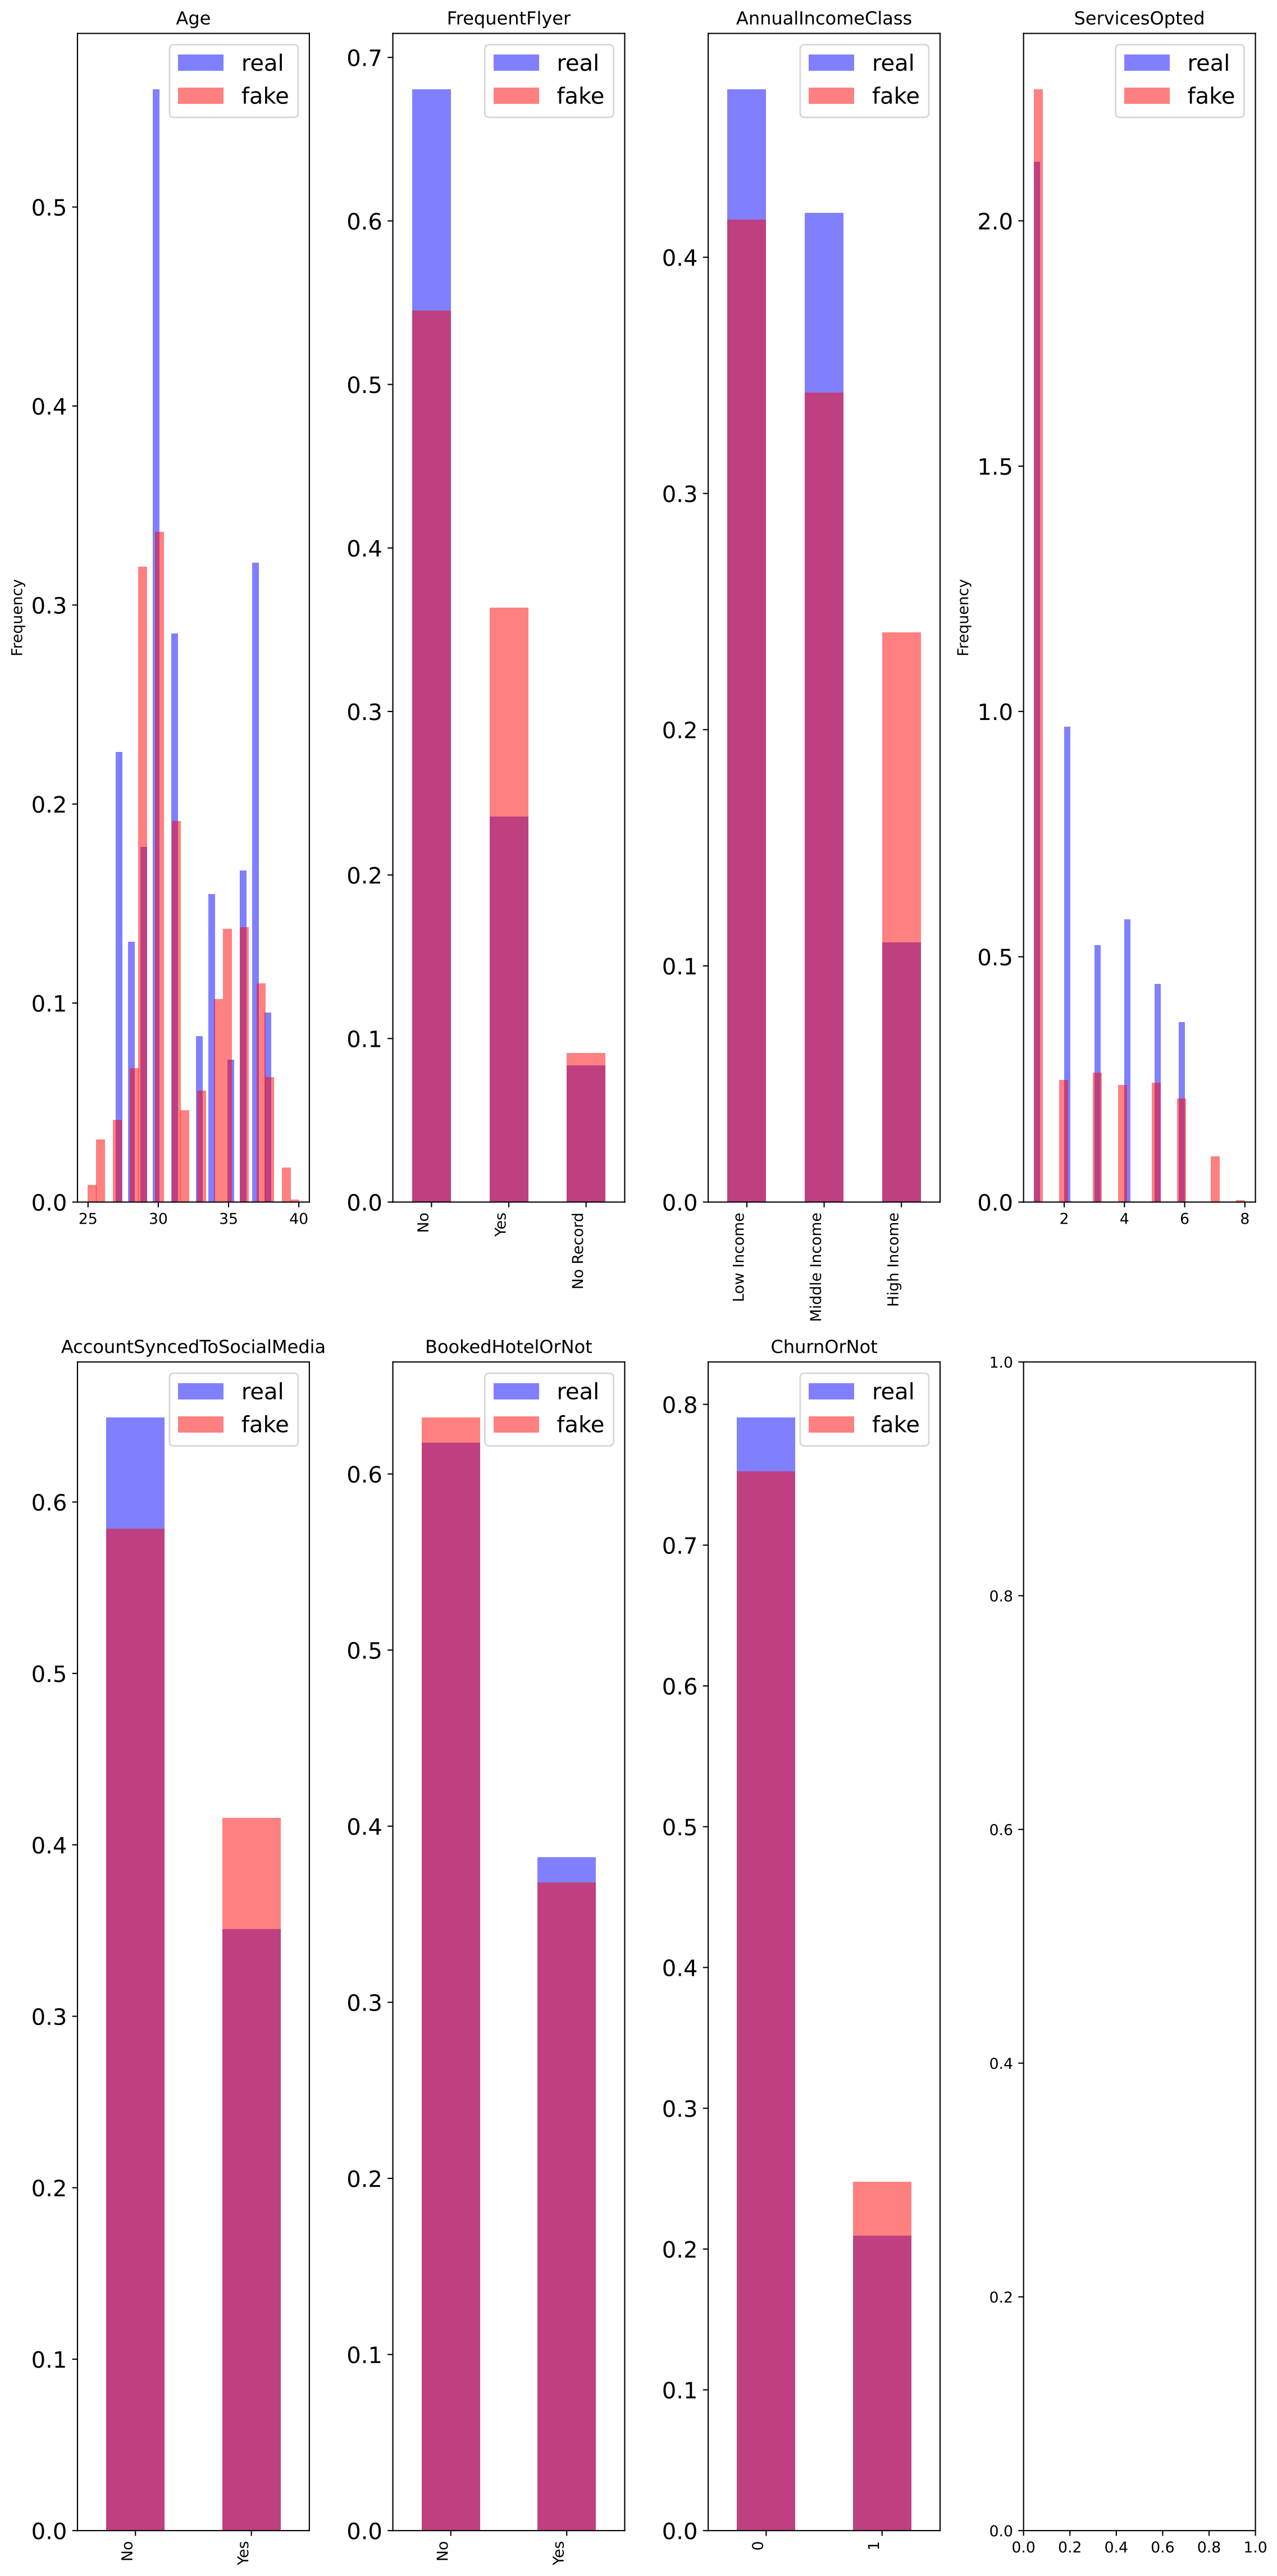 Age
real
fake
0.5
0.4
0.3
0.2
0.1
0.0
Frequency
25 30 35 40
FrequentFlyer
real
fake
0.7
0.6
0.5
0.4
0.3
0.2
0.1
0.0
No
Yes
No Record
AnnualIncomeClass
real
fake
0.4
0.3
0.2
0.1
0.0
Low Income
Middle Income
High Income
ServicesOpted
real
fake
2.0
1.5
1.0
0.5
0.0
Frequency
2 4 6 8
AccountSyncedToSocialMedia
real
fake
0.6
0.5
0.4
0.3
0.2
0.1
0.0
No
Yes
BookedHotelOrNot
real
fake
0.6
0.5
0.4
0.3
0.2
0.1
0.0
No
Yes
ChurnOrNot
real
fake
0.8
0.7
0.6
0.5
0.4
0.3
0.2
0.1
0.0
0
1
1.0
0.8
0.6
0.4
0.2
0.0
0.0 0.2 0.4 0.6 0.8 1.0